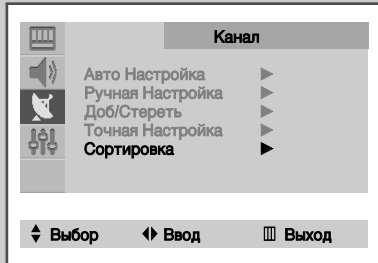 Канал
Авто Настройка
Ручная Настройка
Доб/Стереть
Точная Настройка
Сортировка
Выбор Ввод Выход